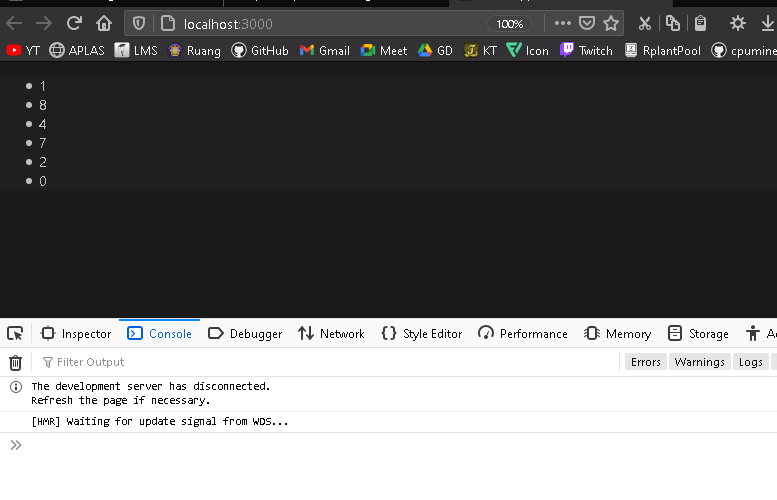 localhost:3000 100%
YT APLAS LMS Ruang GitHub Gmail Meet GD KT Icon Twitch RplantPool cpumine
1
8
4
7
2
0
Inspector Console Debugger Network Style Editor Performance Memory Storage
Filter Output Errors Warnings Logs
The development server has disconnected.
Refresh the page if necessary.
[HMR] Waiting for update signal from WDS...